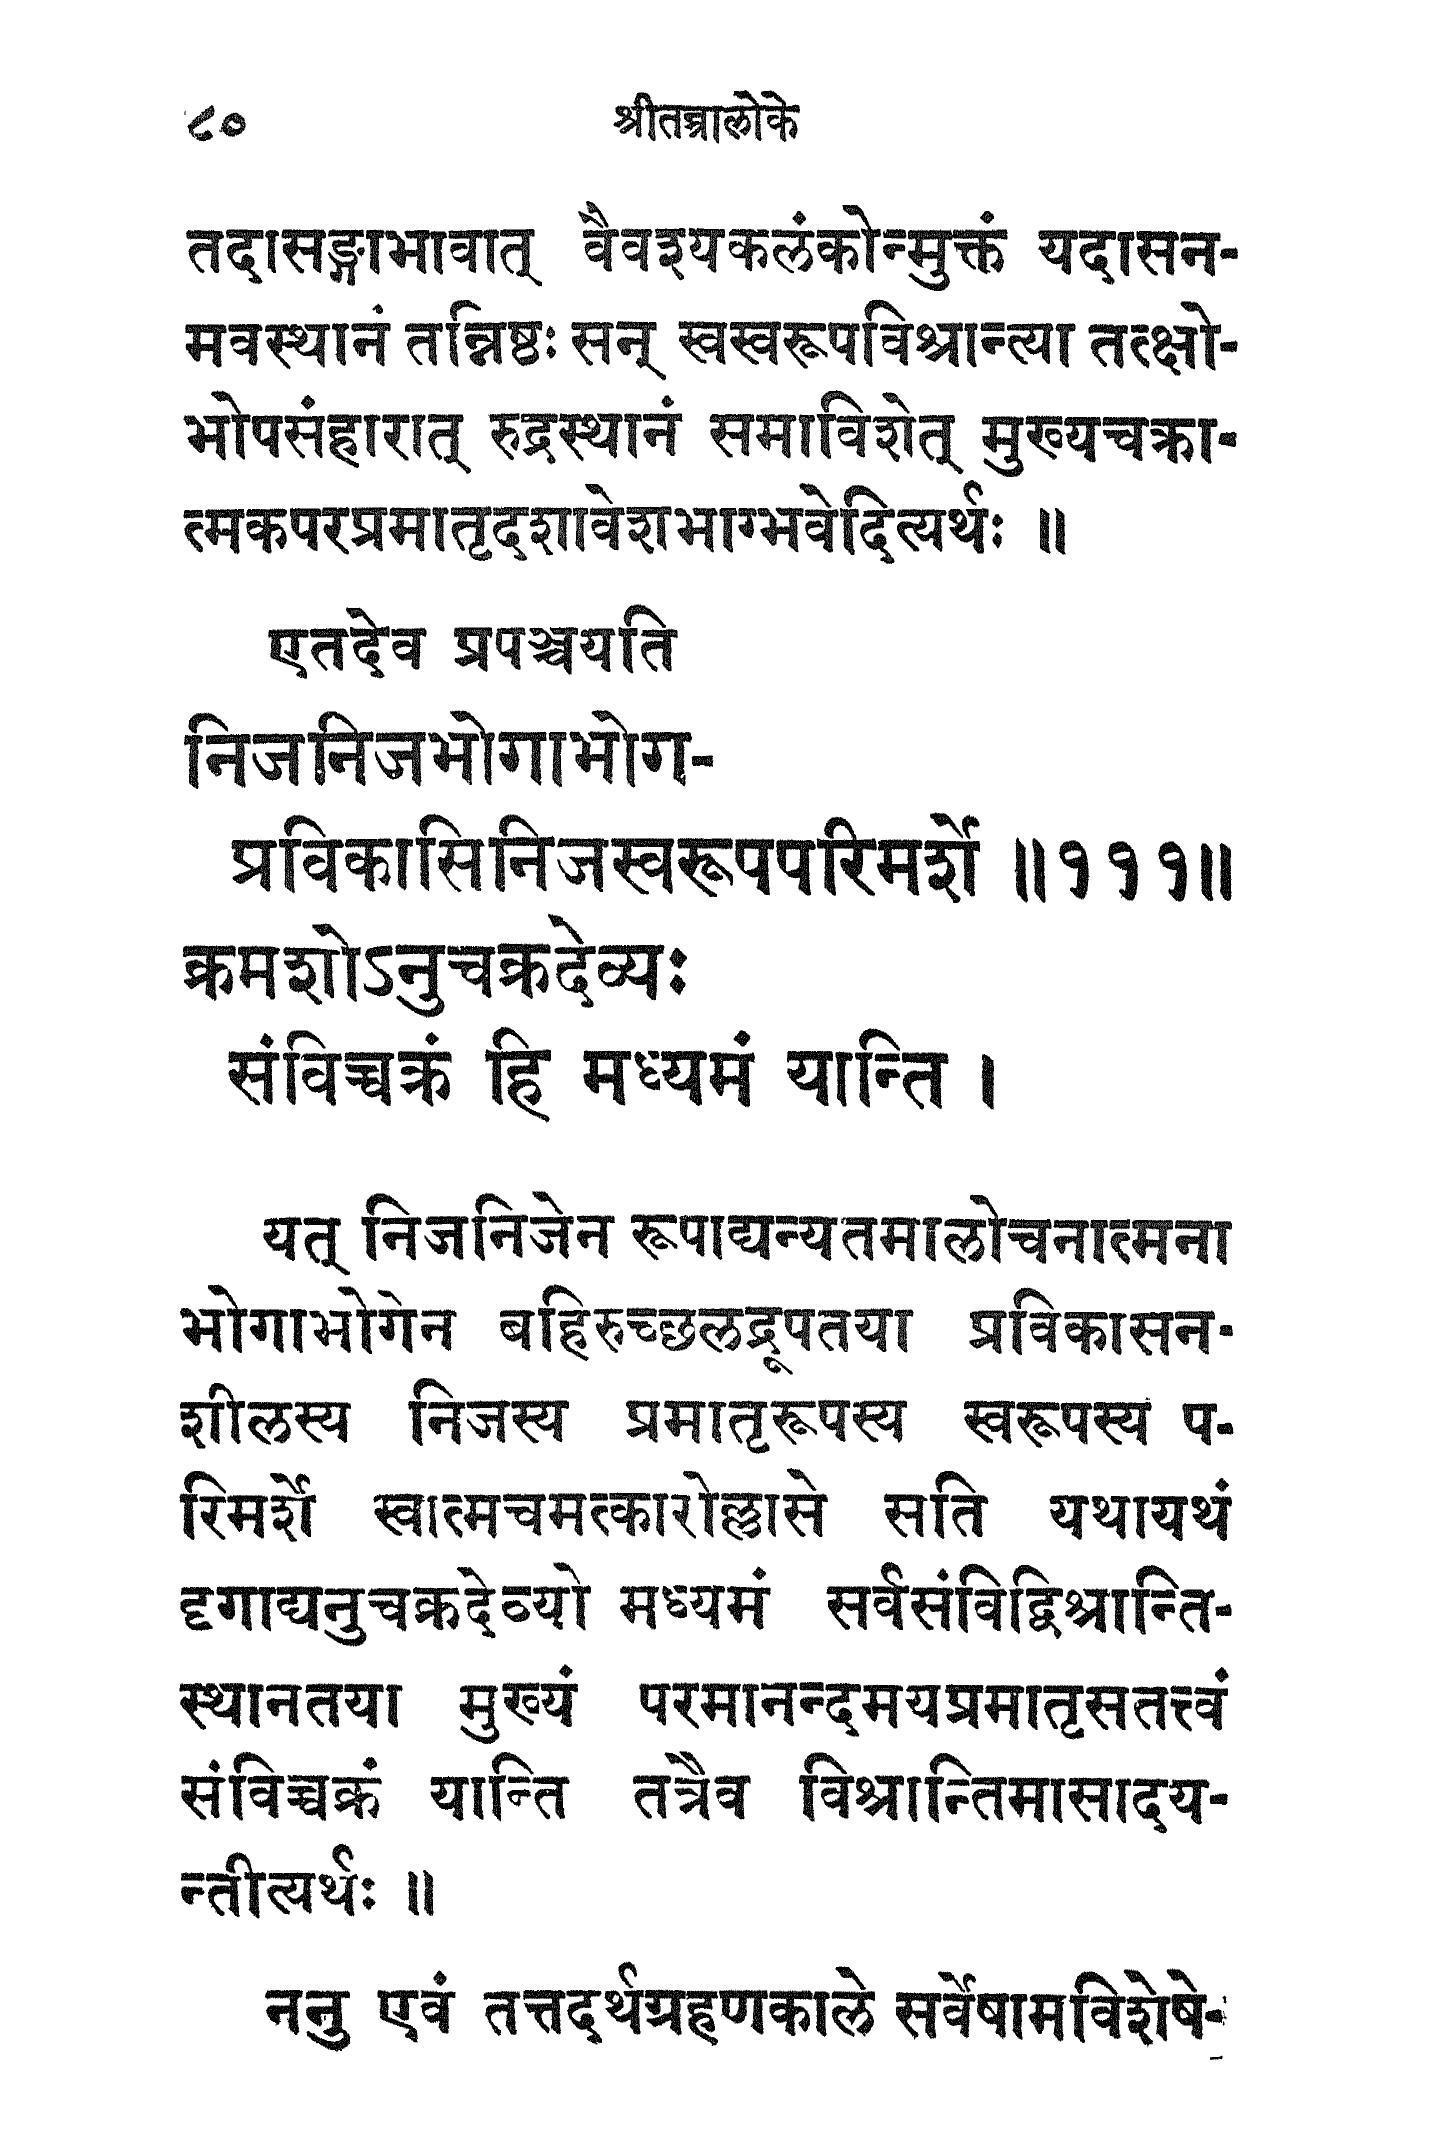 ८०
श्रीतन्त्रालोके
तदासङ्गाभावात् वैवश्यकलंकोन्मुक्तं यदासन-
मवस्थानं तन्निष्ठः सन् स्वस्वरूपविश्रान्त्या तत्क्षो-
भोपसंहारात् रुद्रस्थानं समाविशेत् मुख्यचक्रा-
त्मकपरप्रमातृदशावेशभाग्भवेदित्यर्थः ॥
एतदेव प्रपञ्चयति
निजनिजभोगाभोग-
प्रविकासिनिजस्वरूपपरिमर्शे ॥१११॥
क्रमशोऽनुचक्रदेव्यः
संविच्चक्रं हि मध्यमं यान्ति ।
यत् निजनिजेन रूपाद्यन्यतमालोचनात्मना
भोगाभोगेन बहिरुच्छलद्रूपतया प्रविकासन-
शीलस्य निजस्य प्रमातृरूपस्य स्वरूपस्य प-
रिमर्शे स्वात्मचमत्कारोल्लासे सति यथायथं
दृगाद्यनुचक्रदेव्यो मध्यमं सर्वसंविद्विश्रान्ति-
स्थानतया मुख्यं परमानन्दमयप्रमातृसतत्त्वं
संविच्चक्रं यान्ति तत्रैव विश्रान्तिमासादय-
न्तीत्यर्थः ॥
ननु एवं तत्तदर्थग्रहणकाले सर्वेषामविशेषे-